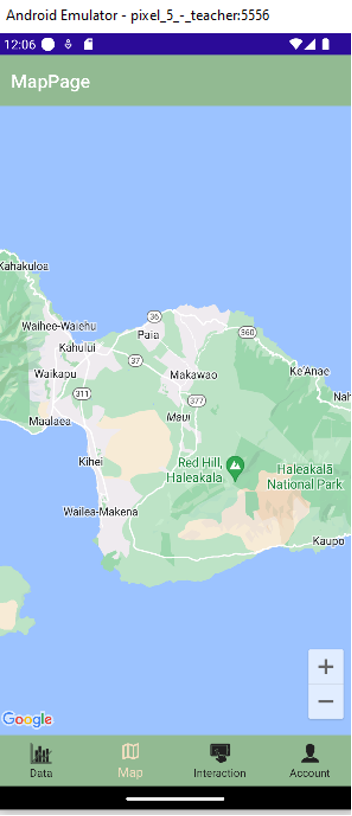 Android Emulator - pixel_5_-_teacher:5556
12:06
MapPage
Kahakuloa
Waihee-Waiehu
36
Paia
360
Kahului
37
Waikapu
Makawao
Ke'Anae
311
377
Nah
Maalaea
Maui
Kihei
Red Hill,
Haleakala
Haleakalā
National Park
Wailea-Makena
Kaupo
+
−
Google
Data
Map
Interaction
Account